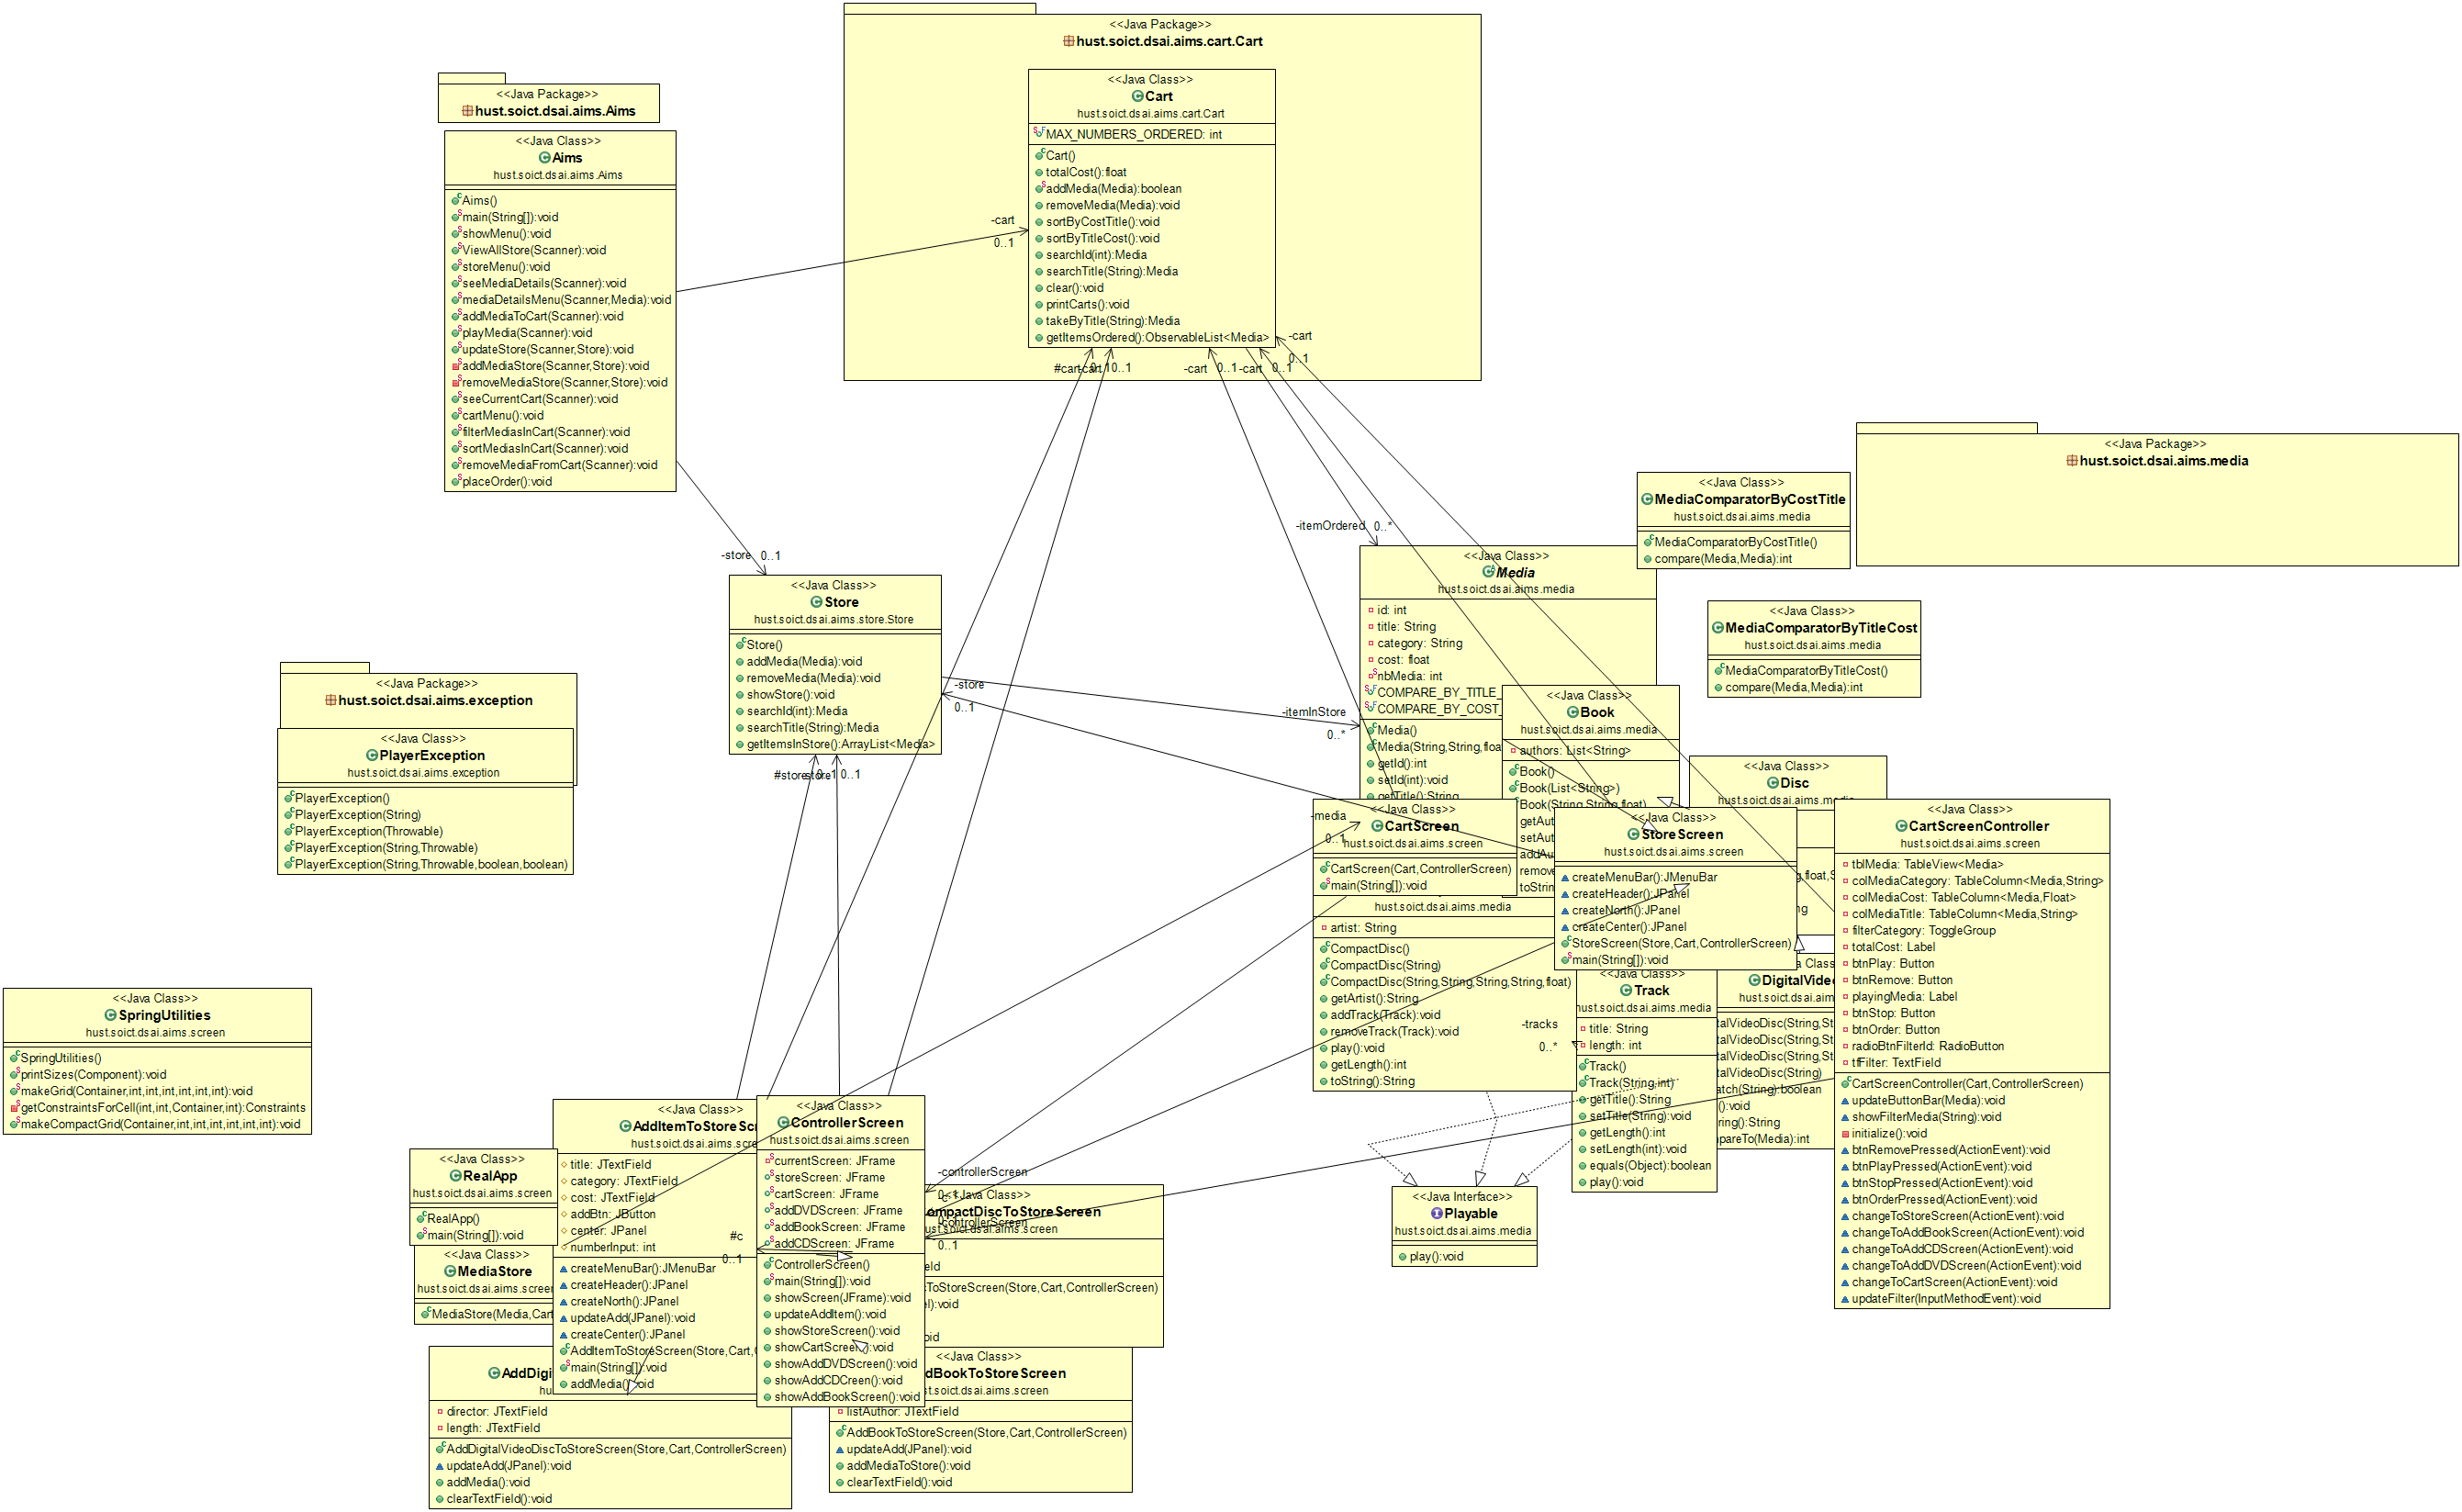 <<Java Package>>
hust.soict.dsai.aims.cart.Cart
<<Java Class>>
Cart
hust.soict.dsai.aims.cart.Cart
MAX_NUMBERS_ORDERED: int
Cart()
totalCost():float
addMedia(Media):boolean
removeMedia(Media):void
sortByCostTitle():void
sortByTitleCost():void
searchId(int):Media
searchTitle(String):Media
clear():void
printCarts():void
takeByTitle(String):Media
getItemsOrdered():ObservableList<Media>
<<Java Package>>
hust.soict.dsai.aims.Aims
<<Java Class>>
Aims
hust.soict.dsai.aims.Aims
Aims()
main(String[]):void
showMenu():void
ViewAllStore(Scanner):void
storeMenu():void
seeMediaDetails(Scanner):void
mediaDetailsMenu(Scanner,Media):void
addMediaToCart(Scanner):void
playMedia(Scanner):void
updateStore(Scanner,Store):void
addMediaStore(Scanner,Store):void
removeMediaStore(Scanner,Store):void
seeCurrentCart(Scanner):void
cartMenu():void
filterMediasInCart(Scanner):void
sortMediasInCart(Scanner):void
removeMediaFromCart(Scanner):void
placeOrder():void
-cart
0..1
-cart
0..1
#cart
-cart
0..1
-cart
0..1
-cart
0..1
<<Java Package>>
hust.soict.dsai.aims.media
<<Java Class>>
MediaComparatorByCostTitle
hust.soict.dsai.aims.media
MediaComparatorByCostTitle()
compare(Media,Media):int
<<Java Class>>
MediaComparatorByTitleCost
hust.soict.dsai.aims.media
MediaComparatorByTitleCost()
compare(Media,Media):int
-store
0..1
-itemOrdered
0..*
<<Java Class>>
Store
hust.soict.dsai.aims.store.Store
Store()
addMedia(Media):void
removeMedia(Media):void
showStore():void
searchId(int):Media
searchTitle(String):Media
getItemsInStore():ArrayList<Media>
-store
0..1
-itemInStore
0..*
#store
0..1
<<Java Class>>
Media
hust.soict.dsai.aims.media
id: int
title: String
category: String
cost: float
nbMedia: int
COMPARE_BY_TITLE_
COMPARE_BY_COST_
Media()
Media(String,String,float
getId():int
setId(int):void
getTitle():String
<<Java Class>>
Book
hust.soict.dsai.aims.media
authors: List<String>
Book()
Book(List<String>)
Book(String,String,float)
getAut
setAut
addAu
remove
toStrin
<<Java Class>>
Disc
hust.soict.dsai.aims.media
<<Java Package>>
hust.soict.dsai.aims.exception
<<Java Class>>
PlayerException
hust.soict.dsai.aims.exception
PlayerException()
PlayerException(String)
PlayerException(Throwable)
PlayerException(String,Throwable)
PlayerException(String,Throwable,boolean,boolean)
-media
0..1
<<Java Class>>
CartScreen
hust.soict.dsai.aims.screen
CartScreen(Cart,ControllerScreen)
main(String[]):void
hust.soict.dsai.aims.media
artist: String
CompactDisc()
CompactDisc(String)
CompactDisc(String,String,String,String,float)
getArtist():String
addTrack(Track):void
removeTrack(Track):void
play():void
getLength():int
toString():String
-tracks
0..*
<<Java Class>>
StoreScreen
hust.soict.dsai.aims.screen
createMenuBar():JMenuBar
createHeader():JPanel
createNorth():JPanel
createCenter():JPanel
StoreScreen(Store,Cart,ControllerScreen)
main(String[]):void
<<Java Class>>
Track
hust.soict.dsai.aims.media
title: String
length: int
Track()
Track(String,int)
getTitle():String
setTitle(String):void
getLength():int
setLength(int):void
equals(Object):boolean
play():void
DigitalVide
hust.soict.dsai.aim
talVideoDisc(String,St
talVideoDisc(String,St
talVideoDisc(String,St
talVideoDisc(String)
atch(String):boolean
():void
ring():String
mpareTo(Media):int
<<Java Class>>
CartScreenController
hust.soict.dsai.aims.screen
tblMedia: TableView<Media>
colMediaCategory: TableColumn<Media,String>
colMediaCost: TableColumn<Media,Float>
colMediaTitle: TableColumn<Media,String>
filterCategory: ToggleGroup
totalCost: Label
btnPlay: Button
btnRemove: Button
playingMedia: Label
btnStop: Button
btnOrder: Button
radioBtnFilterId: RadioButton
tfFilter: TextField
CartScreenController(Cart,ControllerScreen)
updateButtonBar(Media):void
showFilterMedia(String):void
initialize():void
btnRemovePressed(ActionEvent):void
btnPlayPressed(ActionEvent):void
btnStopPressed(ActionEvent):void
btnOrderPressed(ActionEvent):void
changeToStoreScreen(ActionEvent):void
changeToAddBookScreen(ActionEvent):void
changeToAddCDScreen(ActionEvent):void
changeToAddDVDScreen(ActionEvent):void
changeToCartScreen(ActionEvent):void
updateFilter(InputMethodEvent):void
<<Java Interface>>
Playable
hust.soict.dsai.aims.media
play():void
<<Java Class>>
SpringUtilities
hust.soict.dsai.aims.screen
SpringUtilities()
printSizes(Component):void
makeGrid(Container,int,int,int,int,int,int):void
getConstraintsForCell(int,int,Container,int):Constraints
makeCompactGrid(Container,int,int,int,int,int,int):void
<<Java Class>>
RealApp
hust.soict.dsai.aims.screen
RealApp()
main(String[]):void
<<Java Class>>
MediaStore
hust.soict.dsai.aims.screen
MediaStore(Media,Cart
<<Java Class>>
AddItemToStoreScr
hust.soict.dsai.aims.scre
title: JTextField
category: JTextField
cost: JTextField
addBtn: JButton
center: JPanel
numberInput: int
createMenuBar():JMenuBar
createHeader():JPanel
createNorth():JPanel
updateAdd(JPanel):void
createCenter():JPanel
AddItemToStoreScreen(Store,Cart,
main(String[]):void
addMedia():void
#c
0..1
<<Java Class>>
ControllerScreen
hust.soict.dsai.aims.screen
currentScreen: JFrame
storeScreen: JFrame
cartScreen: JFrame
addDVDScreen: JFrame
addBookScreen: JFrame
addCDScreen: JFrame
ControllerScreen()
main(String[]):void
showScreen(JFrame):void
updateAddItem():void
showStoreScreen():void
showCartScreen():void
showAddDVDScreen():void
showAddCDCreen():void
showAddBookScreen():void
-controllerScreen
-controllerScreen
0..1
<<Java Class>>
ompactDiscToStoreScreen
hust.soict.dsai.aims.screen
ield
ToStoreScreen(Store,Cart,ControllerScreen)
el):void
void
AddDigi
hu
director: JTextField
length: JTextField
AddDigitalVideoDiscToStoreScreen(Store,Cart,ControllerScreen)
updateAdd(JPanel):void
addMedia():void
clearTextField():void
<<Java Class>>
dBookToStoreScreen
st.soict.dsai.aims.screen
listAuthor: JTextField
AddBookToStoreScreen(Store,Cart,ControllerScreen)
updateAdd(JPanel):void
addMediaToStore():void
clearTextField():void